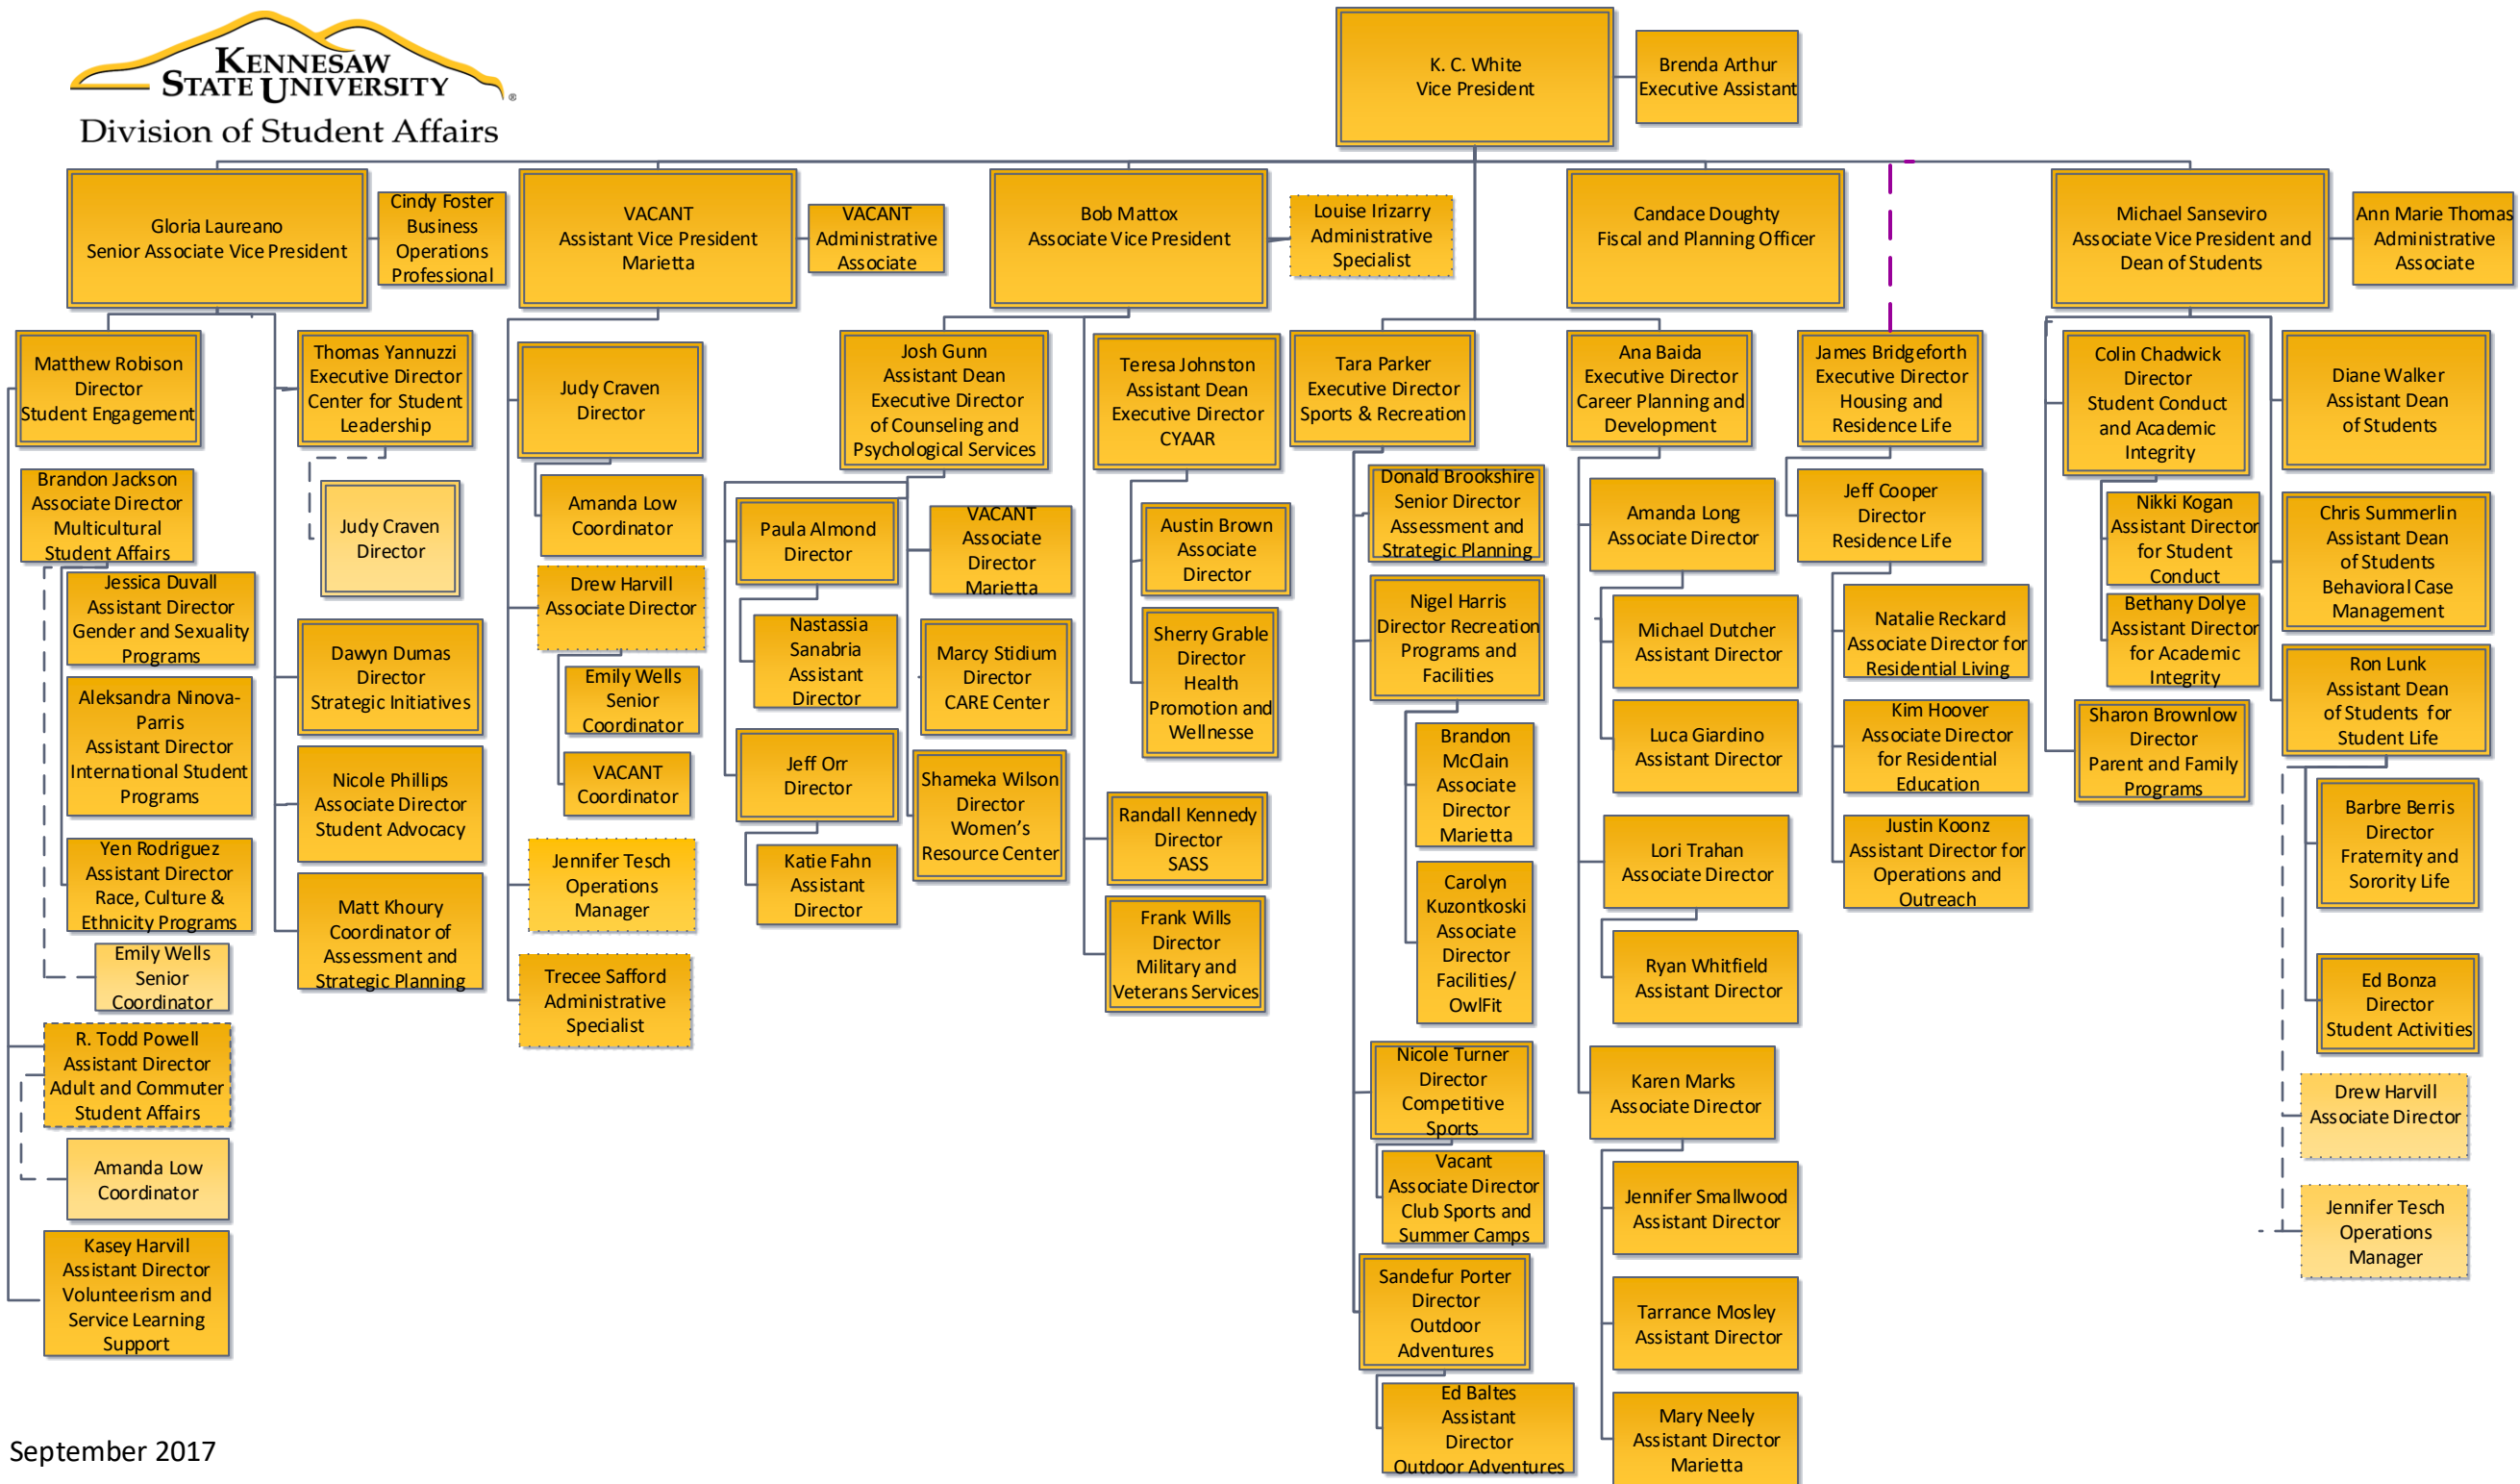 KENNESAW
STATE UNIVERSITY
®
Division of Student Affairs
K. C. White
Vice President
Brenda Arthur
Executive Assistant
Gloria Laureano
Senior Associate Vice President
Cindy Foster
Business
Operations
Professional
VACANT
Assistant Vice President
Marietta
VACANT
Administrative
Associate
Bob Mattox
Associate Vice President
Louise Irizarry
Administrative
Specialist
Candace Doughty
Fiscal and Planning Officer
Michael Sanseviro
Associate Vice President and
Dean of Students
Ann Marie Thomas
Administrative
Associate
Matthew Robison
Director
Student Engagement
Brandon Jackson
Associate Director
Multicultural
Student Affairs
Jessica Duvall
Assistant Director
Gender and Sexuality
Programs
Aleksandra Ninova-
Parris
Assistant Director
International Student
Programs
Yen Rodriguez
Assistant Director
Race, Culture &
Ethnicity Programs
Emily Wells
Senior
Coordinator
R. Todd Powell
Assistant Director
Adult and Commuter
Student Affairs
Amanda Low
Coordinator
Kasey Harvill
Assistant Director
Volunteerism and
Service Learning
Support
Thomas Yannuzzi
Executive Director
Center for Student
Leadership
Judy Craven
Director
Dawyn Dumas
Director
Strategic Initiatives
Nicole Phillips
Associate Director
Student Advocacy
Matt Khoury
Coordinator of
Assessment and
Strategic Planning
Judy Craven
Director
Amanda Low
Coordinator
Drew Harvill
Associate Director
Emily Wells
Senior
Coordinator
VACANT
Coordinator
Jennifer Tesch
Operations
Manager
Trecee Safford
Administrative
Specialist
Josh Gunn
Assistant Dean
Executive Director
of Counseling and
Psychological Services
Paula Almond
Director
Nastassia
Sanabria
Assistant
Director
Jeff Orr
Director
Katie Fahn
Assistant
Director
VACANT
Associate
Director
Marietta
Marcy Stidium
Director
CARE Center
Shameka Wilson
Director
Women's
Resource Center
Teresa Johnston
Assistant Dean
Executive Director
CYAAR
Austin Brown
Associate
Director
Sherry Grable
Director
Health
Promotion and
Wellnesse
Randall Kennedy
Director
SASS
Frank Wills
Director
Military and
Veterans Services
Tara Parker
Executive Director
Sports & Recreation
Donald Brookshire
Senior Director
Assessment and
Strategic Planning
Nigel Harris
Director Recreation
Programs and
Facilities
Brandon
McClain
Associate
Director
Marietta
Carolyn
Kuzontkoski
Associate
Director
Facilities/
OwlFit
Nicole Turner
Director
Competitive
Sports
Vacant
Associate Director
Club Sports and
Summer Camps
Sandefur Porter
Director
Outdoor
Adventures
Ed Baltes
Assistant
Director
Outdoor Adventures
Ana Baida
Executive Director
Career Planning and
Development
Amanda Long
Associate Director
Michael Dutcher
Assistant Director
Luca Giardino
Assistant Director
Lori Trahan
Associate Director
Ryan Whitfield
Assistant Director
Karen Marks
Associate Director
Jennifer Smallwood
Assistant Director
Tarrance Mosley
Assistant Director
Mary Neely
Assistant Director
Marietta
James Bridgeforth
Executive Director
Housing and
Residence Life
Jeff Cooper
Director
Residence Life
Natalie Reckard
Associate Director for
Residential Living
Kim Hoover
Associate Director
for Residential
Education
Justin Koonz
Assistant Director for
Operations and
Outreach
Colin Chadwick
Director
Student Conduct
and Academic
Integrity
Nikki Kogan
Assistant Director
for Student
Conduct
Bethany Dolye
Assistant Director
for Academic
Integrity
Sharon Brownlow
Director
Parent and Family
Programs
Diane Walker
Assistant Dean
of Students
Chris Summerlin
Assistant Dean
of Students
Behavioral Case
Management
Ron Lunk
Assistant Dean
of Students for
Student Life
Barbre Berris
Director
Fraternity and
Sorority Life
Ed Bonza
Director
Student Activities
Drew Harvill
Associate Director
Jennifer Tesch
Operations
Manager
September 2017